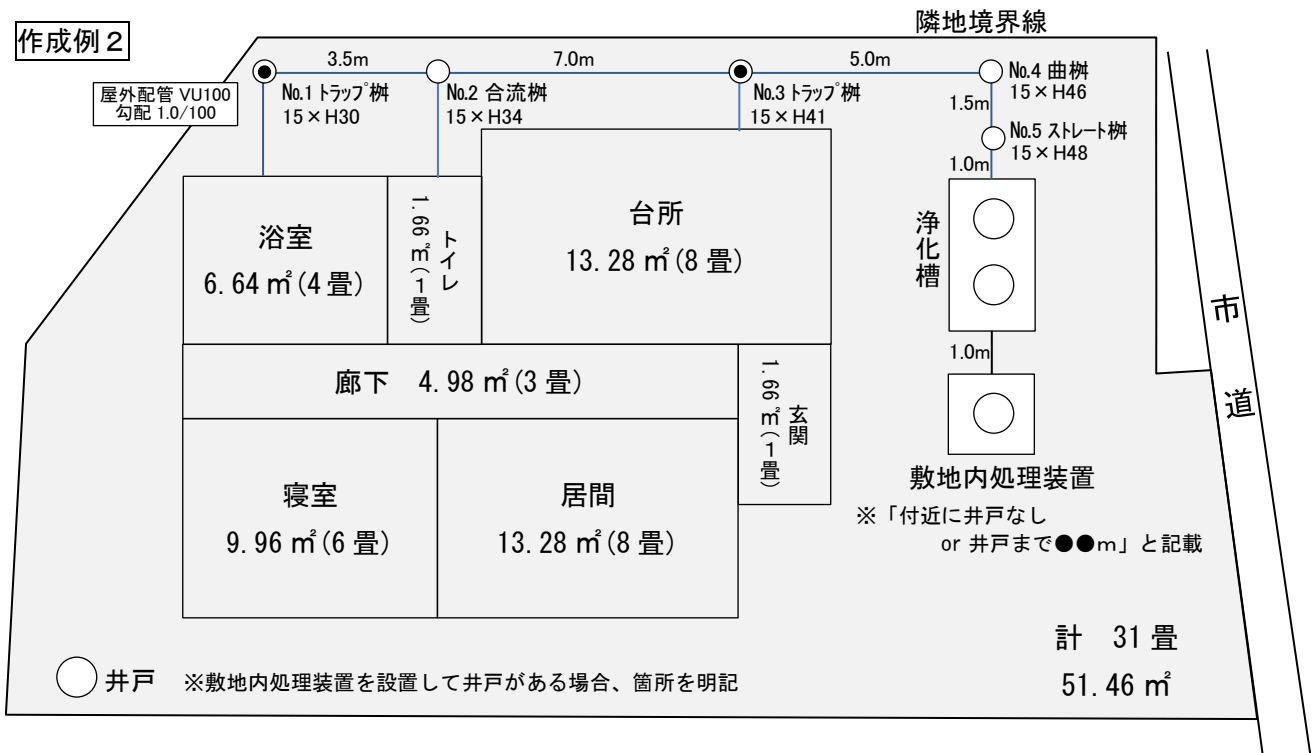 作成例2
隣地境界線
3.5m
7.0m
5.0m
屋外配管 VU100
勾配 1.0/100
No.1 トラップ桝
15×H30
No.2 合流桝
15×H34
No.3 トラップ桝
15×H41
No.4 曲桝
15×H46
1.5m
No.5 ストレート桝
15×H48
1.0m
浴室
6.64 ㎡(4 畳)
トイレ
1.66 ㎡(1 畳)
台所
13.28 ㎡(8 畳)
浄化槽
市道
1.0m
廊下 4.98 ㎡(3 畳)
玄関
1.66 ㎡(1 畳)
寝室
9.96 ㎡(6 畳)
居間
13.28 ㎡(8 畳)
敷地内処理装置
※「付近に井戸なし
or 井戸まで●●m」と記載
計 31 畳
51.46 ㎡
井戸 ※敷地内処理装置を設置して井戸がある場合、箇所を明記